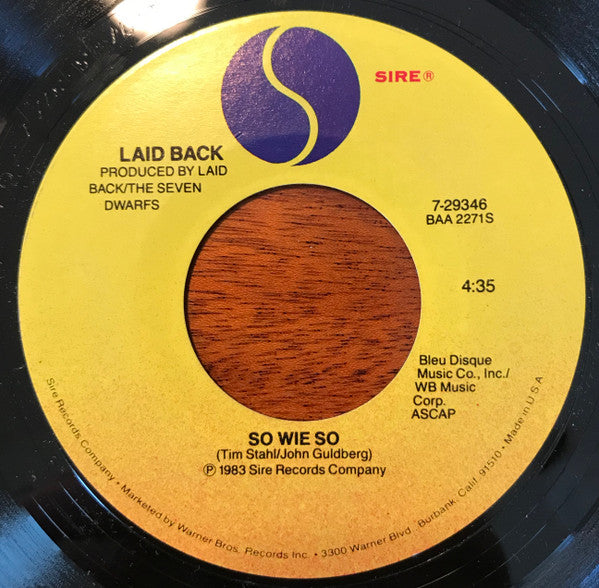 SIRE®
LAID BACK
PRODUCED BY LAID
BACK/THE SEVEN
DWARFS
7-29346
BAA 2271S
4:35
Bleu Disque
Music Co., Inc./
WB Music
Corp.
ASCAP
SO WIE SO
(Tim Stahl/John Guldberg)
℗ 1983 Sire Records Company
Sire Records Company • Marketed by Warner Bros. Records Inc. • 3300 Warner Blvd. Burbank, Calif. 91510 • Made in U.S.A.